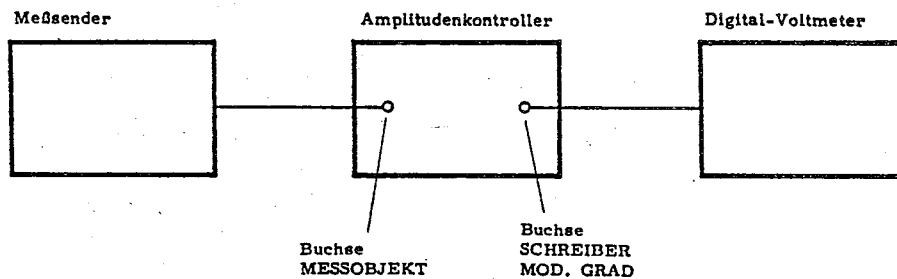 Meßsender
Amplitudenkontroller
Digital-Voltmeter
Buchse
MESSOBJEKT
Buchse
SCHREIBER
MOD. GRAD